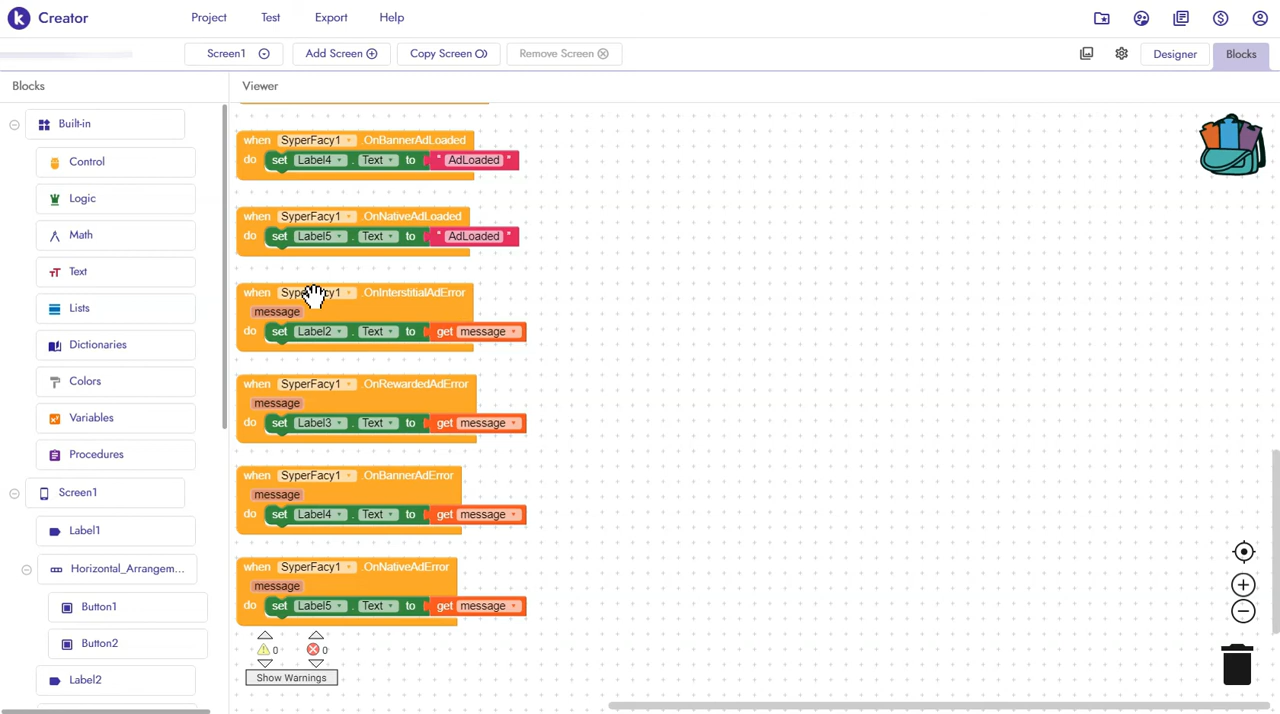 Creator
Project Test Export Help
Screen1 Add Screen Copy Screen Remove Screen Designer Blocks
Blocks Viewer
Built-in
Control
Logic
Math
Text
Lists
Dictionaries
Colors
Variables
Procedures
Screen1
Label1
Horizontal_Arrangem...
Button1
Button2
Label2
when SyperFacy1 .OnBannerAdLoaded
do set Label4 . Text to " AdLoaded "
when SyperFacy1 .OnNativeAdLoaded
do set Label5 . Text to " AdLoaded "
when .OnInterstitialAdError
message
do set Label2 . Text to get message
when SyperFacy1 .OnRewardedAdError
message
do set Label3 . Text to get message
when SyperFacy1 .OnBannerAdError
message
do set Label4 . Text to get message
when SyperFacy1 .OnNativeAdError
message
do set Label5 . Text to get message
0 0
Show Warnings